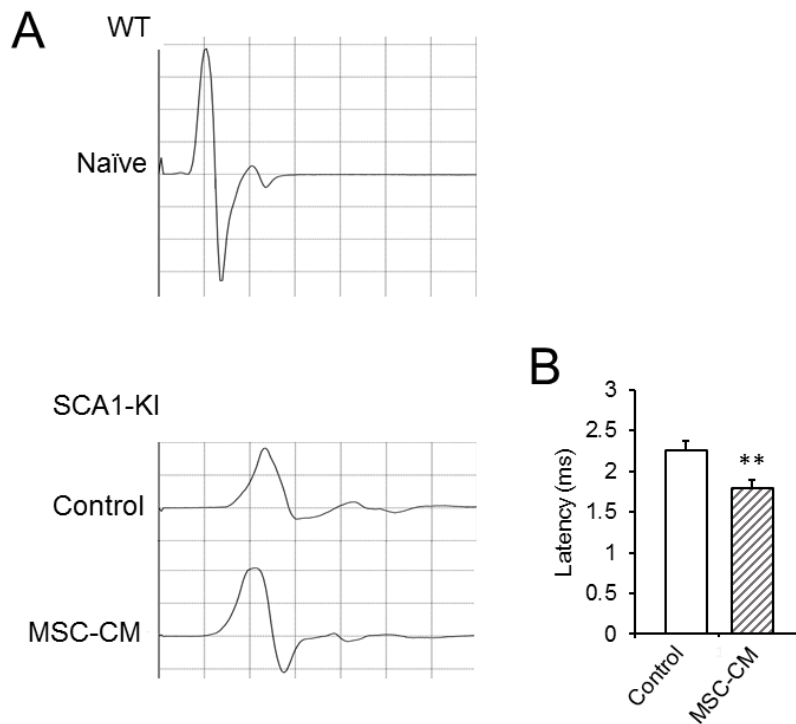 A
WT
Naïve
SCA1-KI
Control
MSC-CM
B
Latency (ms)
3
2.5
2
1.5
1
0.5
0
**
Control
MSC-CM